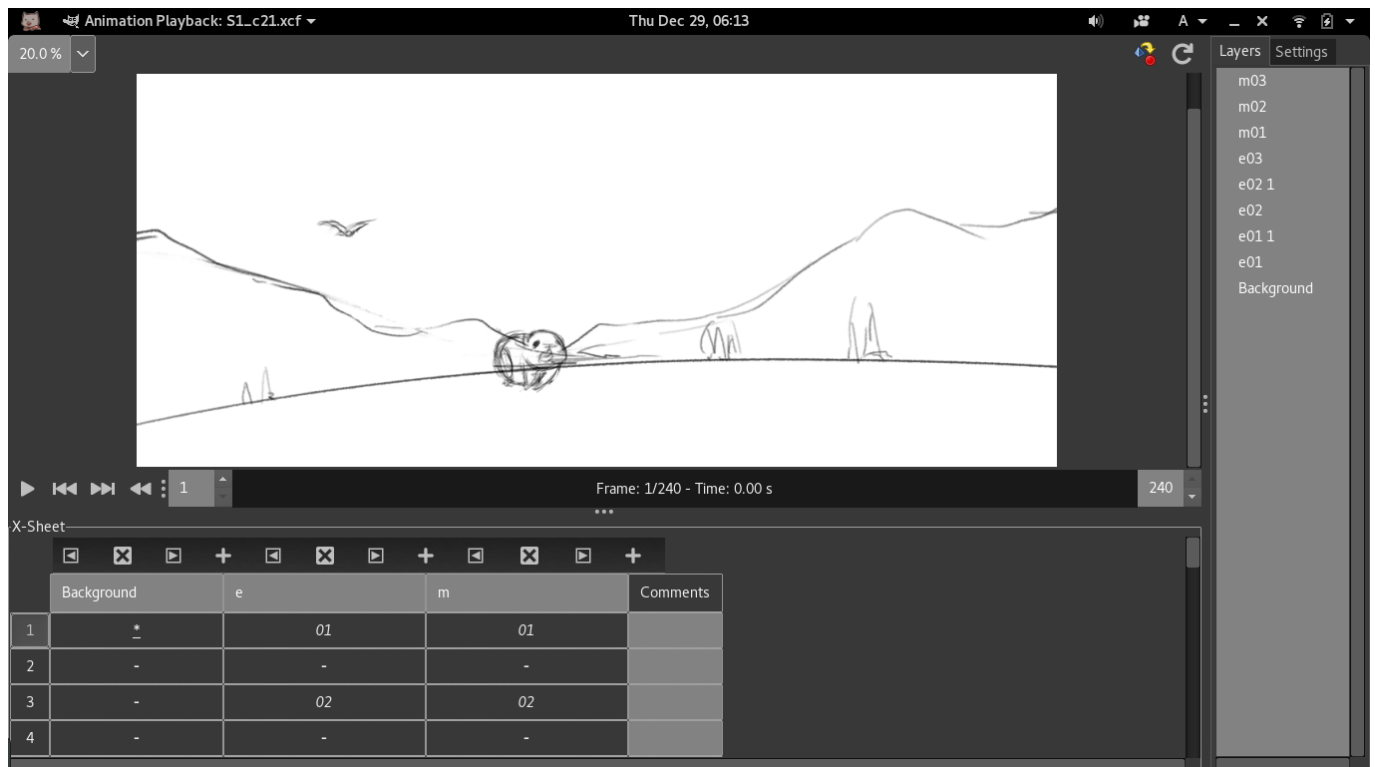 Animation Playback: S1_c21.xcf
Thu Dec 29, 06:13
A
20.0 %
Layers
Settings
m03
m02
m01
e03
e02 1
e02
e01 1
e01
Background
1
Frame: 1/240 - Time: 0.00 s
240
X-Sheet
Background e m Comments
1 * 01 01
2 - - -
3 - 02 02
4 - - -